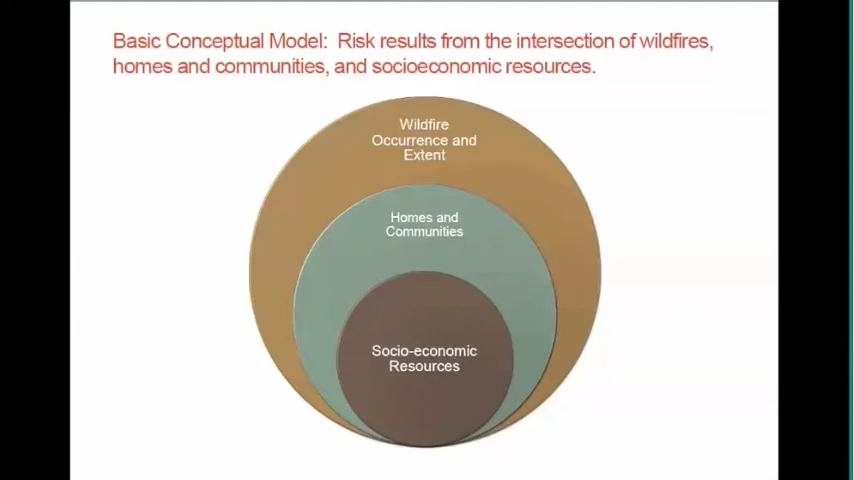 Basic Conceptual Model: Risk results from the intersection of wildfires,
homes and communities, and socioeconomic resources.
Wildfire
Occurrence and
Extent
Homes and
Communities
Socio-economic
Resources